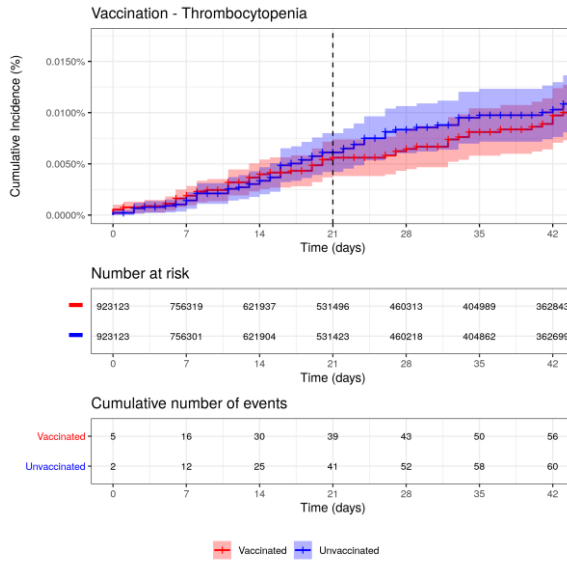 Vaccination - Thrombocytopenia
Cumulative Incidence (%)
0.0150%
0.0100%
0.0050%
0.0000%
0 7 14 21 28 35 42
Time (days)
Number at risk
923123 756319 621937 531496 460313 404989 362843
923123 756301 621904 531423 460218 404862 362699
0 7 14 21 28 35 42
Time (days)
Cumulative number of events
Vaccinated 5 16 30 39 43 50 56
Unvaccinated 2 12 25 41 52 58 60
0 7 14 21 28 35 42
Time (days)
Vaccinated Unvaccinated